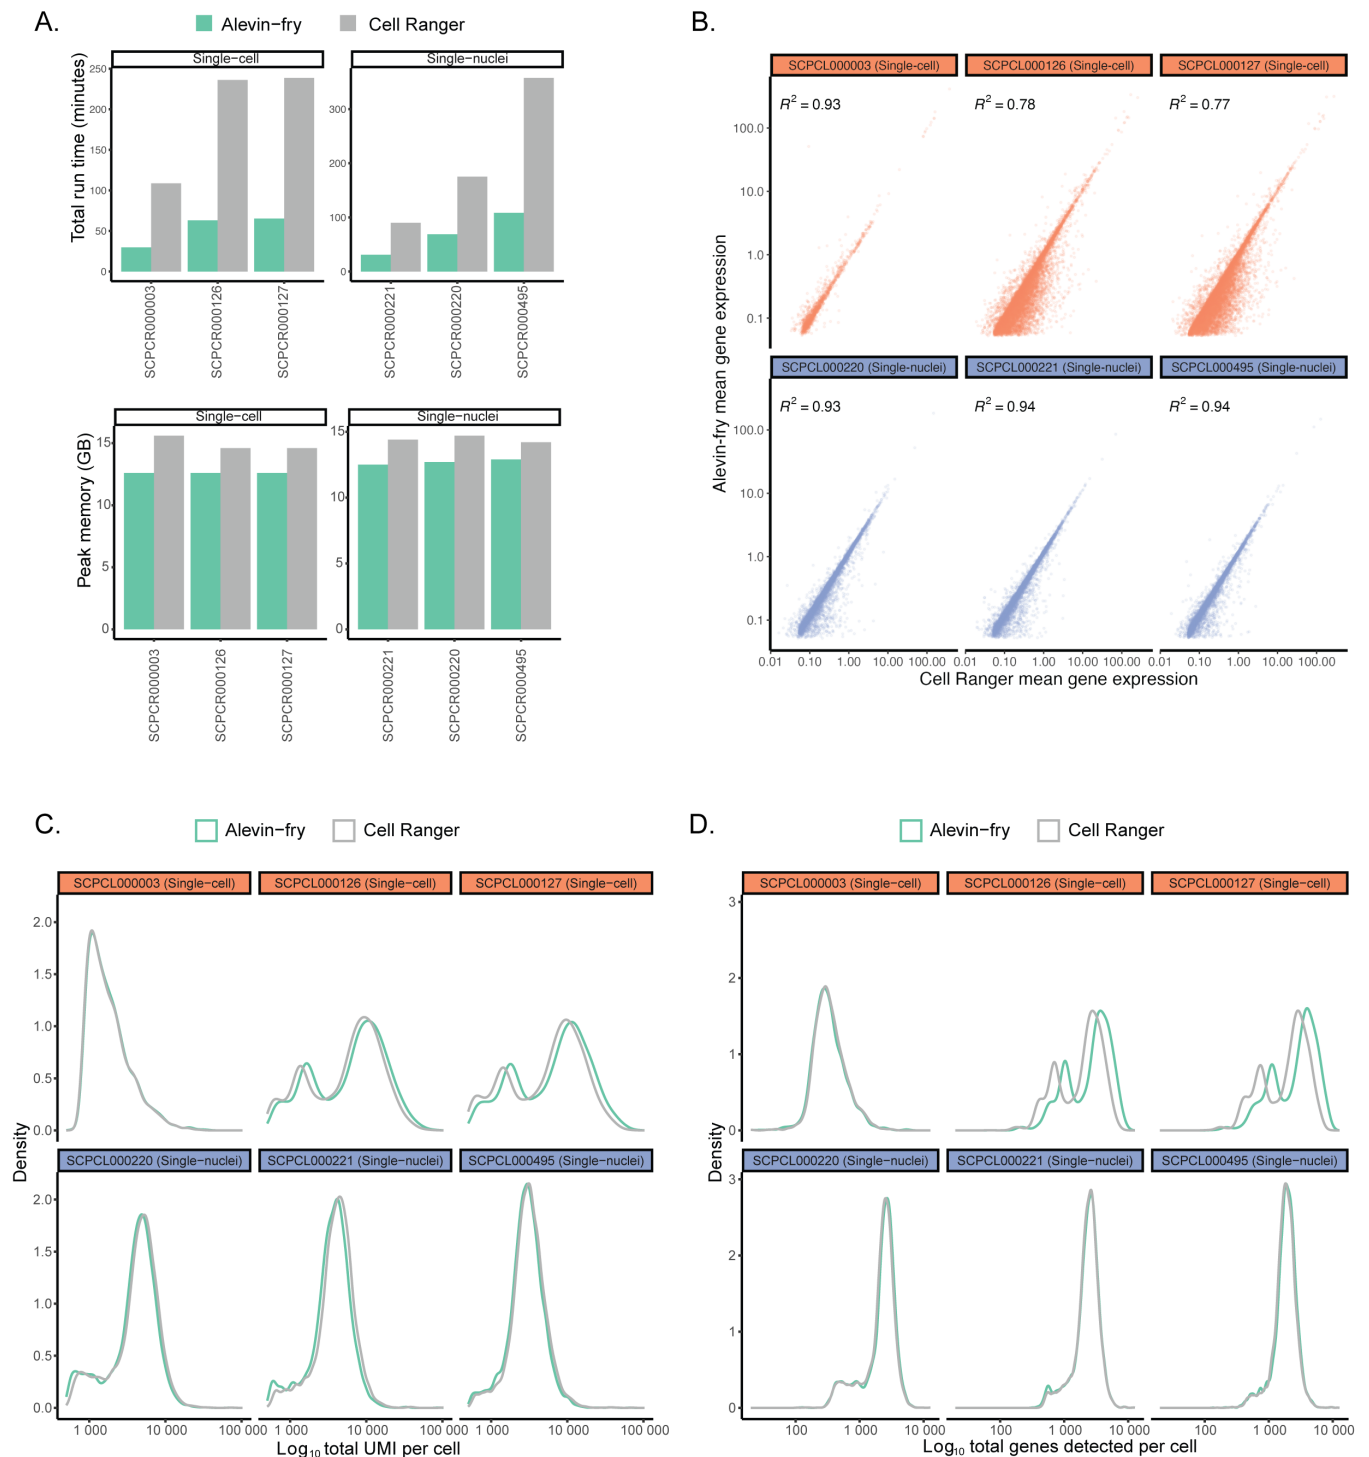 A.
Alevin−fry
Cell Ranger
Single−cell
Single−nuclei
Total run time (minutes)
250
200
150
100
50
0
300
200
100
0
SCPCR000003
SCPCR000126
SCPCR000127
SCPCR000221
SCPCR000220
SCPCR000495
Single−cell
Single−nuclei
Peak memory (GB)
15
10
5
0
15
10
5
0
SCPCR000003
SCPCR000126
SCPCR000127
SCPCR000221
SCPCR000220
SCPCR000495
B.
SCPCL000003 (Single-cell)
SCPCL000126 (Single-cell)
SCPCL000127 (Single-cell)
R² = 0.93
R² = 0.78
R² = 0.77
100.0
10.0
1.0
0.1
Alevin-fry mean gene expression
SCPCL000220 (Single-nuclei)
SCPCL000221 (Single-nuclei)
SCPCL000495 (Single-nuclei)
R² = 0.93
R² = 0.94
R² = 0.94
100.0
10.0
1.0
0.1
0.01 0.10 1.00 10.00 100.00
0.01 0.10 1.00 10.00 100.00
0.01 0.10 1.00 10.00 100.00
Cell Ranger mean gene expression
C.
Alevin−fry
Cell Ranger
SCPCL000003 (Single−cell)
SCPCL000126 (Single−cell)
SCPCL000127 (Single−cell)
2.0
1.5
1.0
0.5
0.0
Density
SCPCL000220 (Single−nuclei)
SCPCL000221 (Single−nuclei)
SCPCL000495 (Single−nuclei)
2.0
1.5
1.0
0.5
0.0
1 000 10 000 100 000
1 000 10 000 100 000
1 000 10 000 100 000
Log₁₀ total UMI per cell
D.
Alevin−fry
Cell Ranger
SCPCL000003 (Single−cell)
SCPCL000126 (Single−cell)
SCPCL000127 (Single−cell)
3
2
1
0
Density
SCPCL000220 (Single−nuclei)
SCPCL000221 (Single−nuclei)
SCPCL000495 (Single−nuclei)
3
2
1
0
100 1 000 10 000
100 1 000 10 000
100 1 000 10 000
Log₁₀ total genes detected per cell